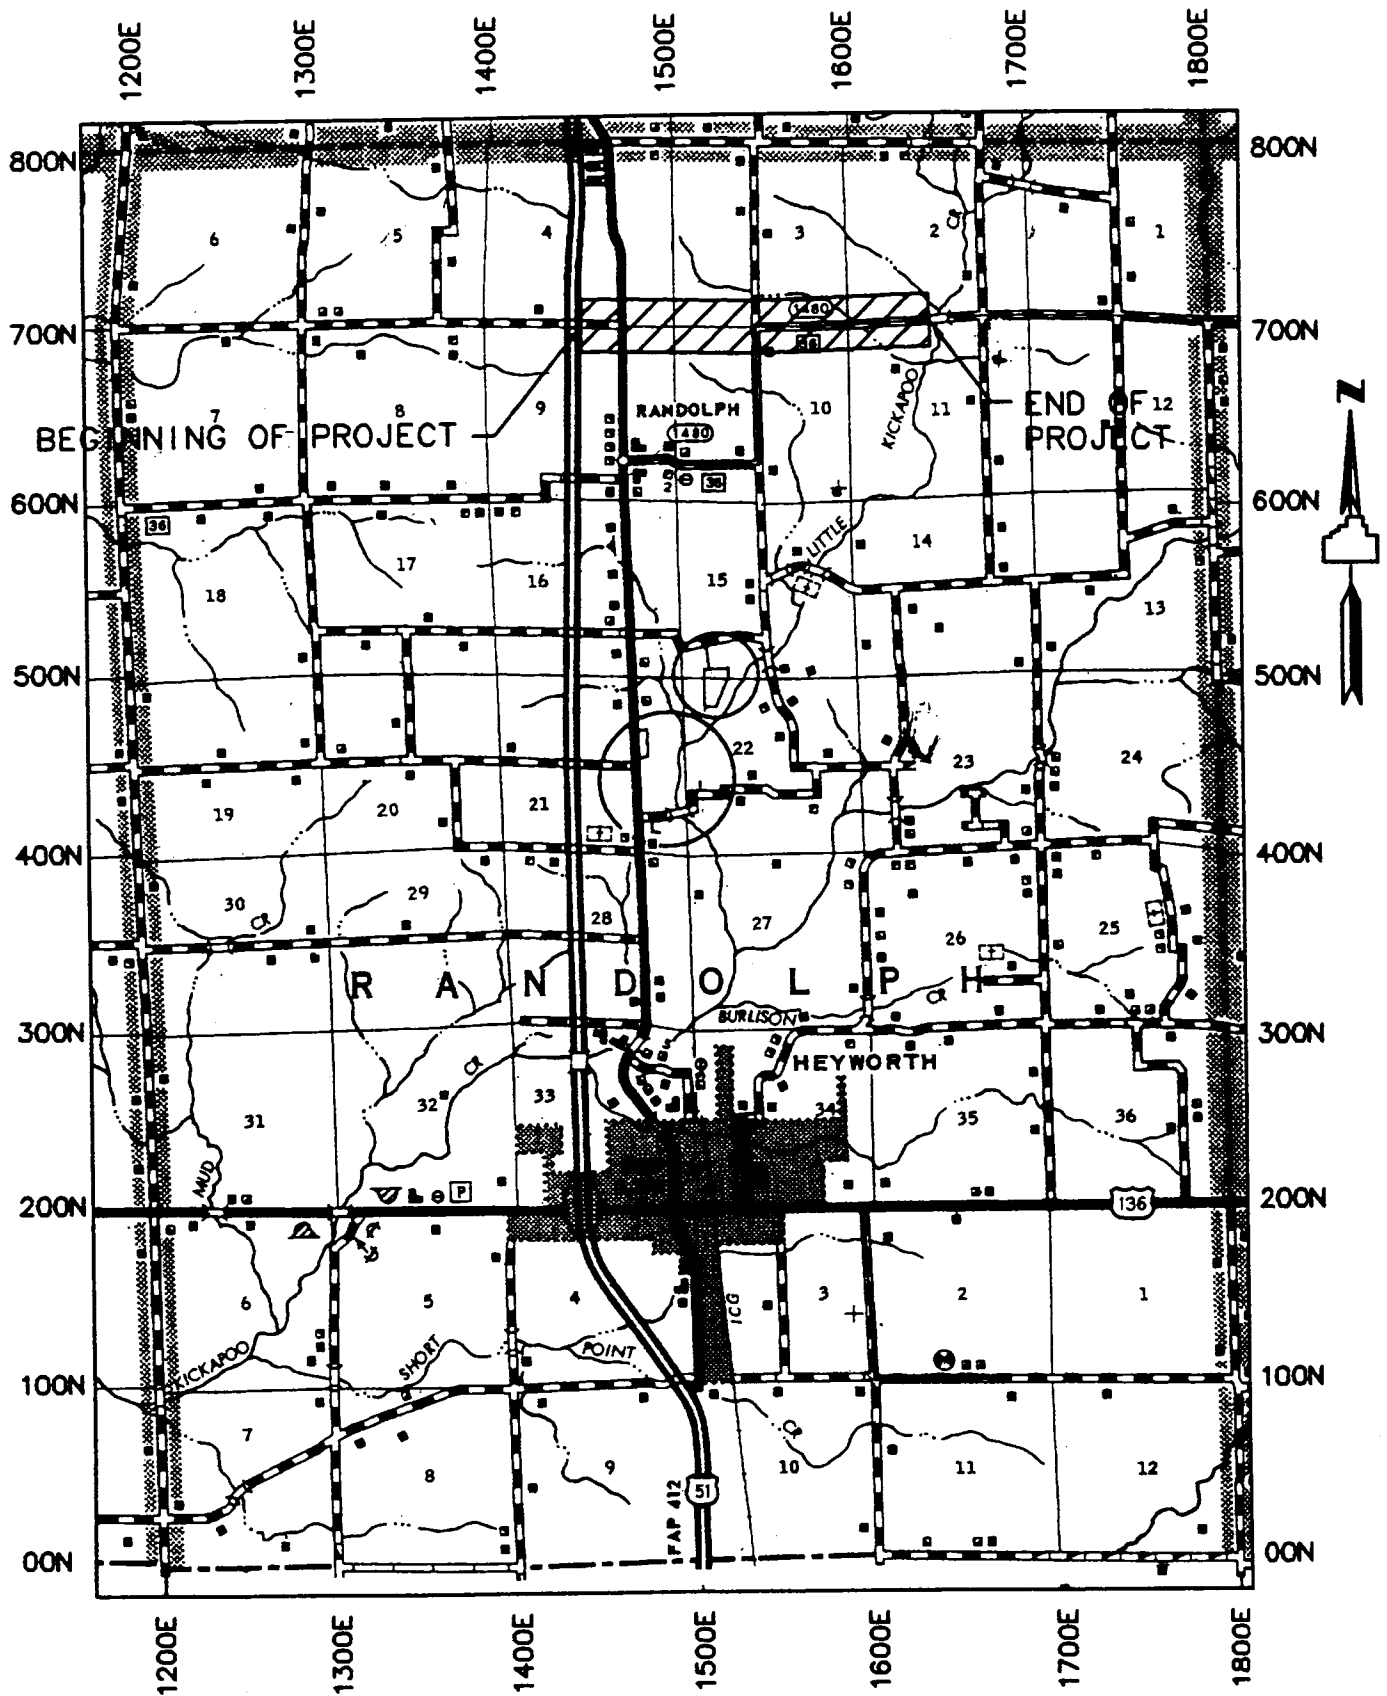 1200E 1300E 1400E 1500E 1600E 1700E 1800E
800N 800N
6 5 4 3 2 1
CR
1480
700N 700N
36
KICKAPOO
7 8 9 10 11 12
RANDOLPH
END OF
PROJECT
1480
BEGINNING OF PROJECT
N
36
2
600N 600N
36
LITTLE
18 17 16 15 14 13
500N 500N
22 23 24
19 20 21
400N 400N
30 29 28 27 26 25
CR
RANDOLPH
CR
BURLISON
300N 300N
HEYWORTH
CR
31 32 33 34 35 36
MUD
P
200N 136 200N
6 5 4 3 2 1
ICG
KICKAPOO SHORT POINT
100N 100N
CR
7 8 9 10 11 12
51
FAP 412
00N 00N
1200E 1300E 1400E 1500E 1600E 1700E 1800E